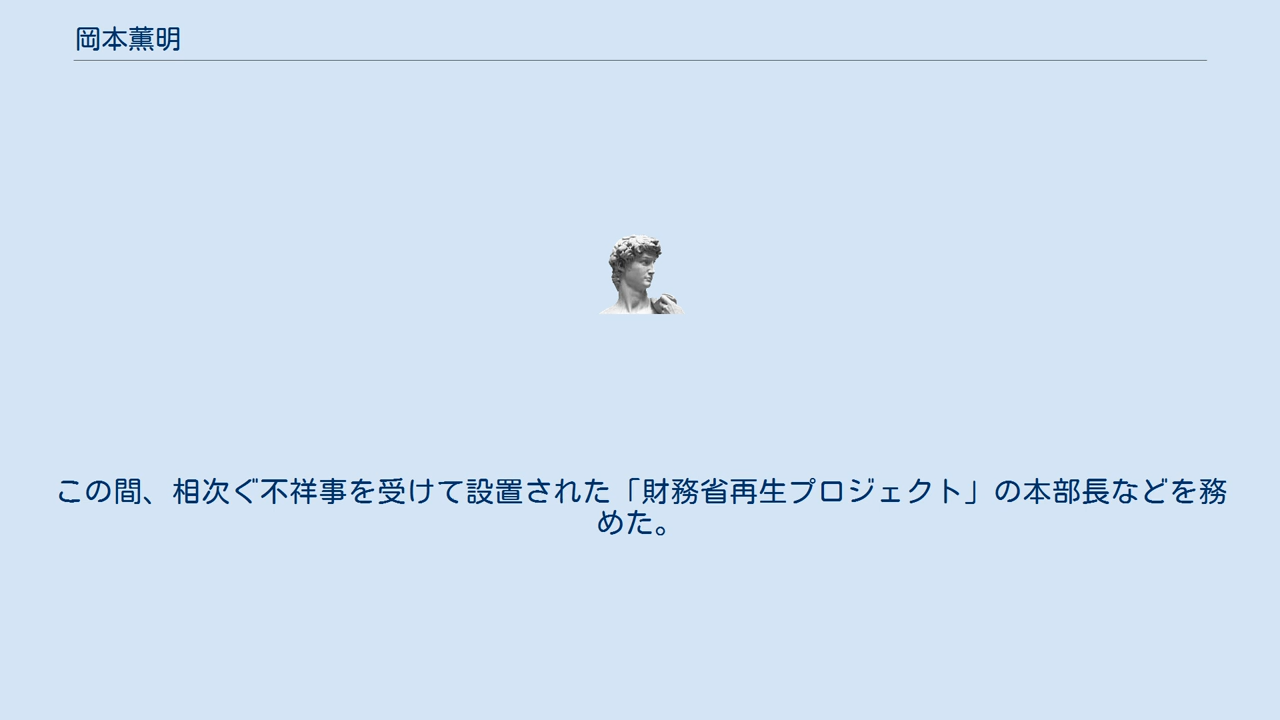 岡本薫明
この間、相次ぐ不祥事を受けて設置された「財務省再生プロジェクト」の本部長などを務
めた。